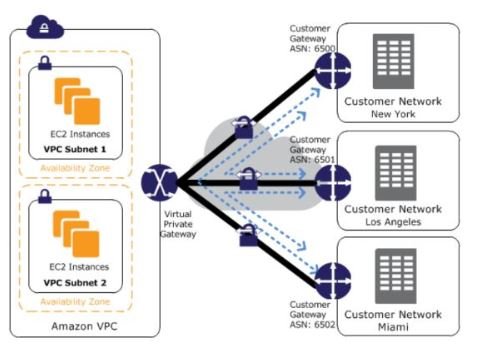 EC2 Instances
VPC Subnet 1
Availability Zone
EC2 Instances
VPC Subnet 2
Availability Zone
Amazon VPC
Virtual
Private
Gateway
Customer
Gateway
ASN: 6500
Customer Network
New York
Customer
Gateway
ASN: 6501
Customer Network
Los Angeles
Customer
Gateway
ASN: 6502
Customer Network
Miami